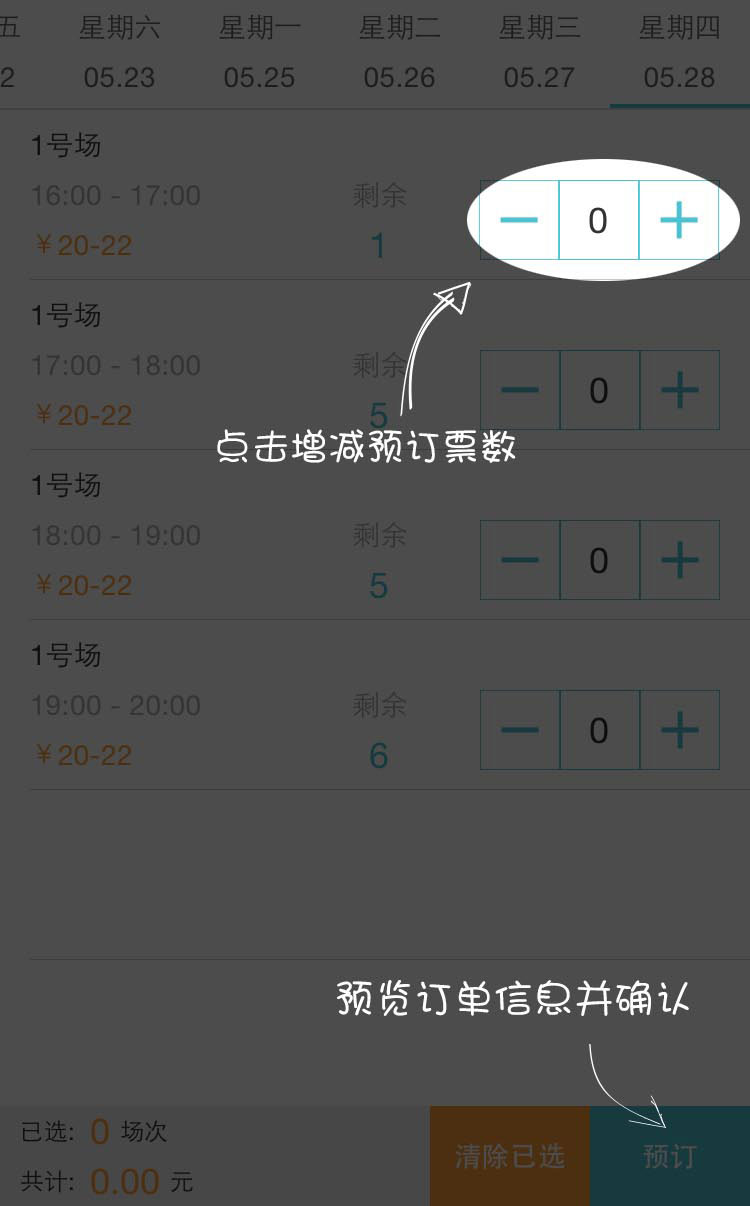 五 星期六 星期一 星期二 星期三 星期四
2 05.23 05.25 05.26 05.27 05.28
1号场
16:00 - 17:00 剩余
￥20-22 1 0
1号场
17:00 - 18:00 剩余
￥20-22 5 0
点击增减预订票数
1号场
18:00 - 19:00 剩余
￥20-22 5 0
1号场
19:00 - 20:00 剩余
￥20-22 6 0
预览订单信息并确认
已选: 0 场次
共计: 0.00 元
清除已选 预订